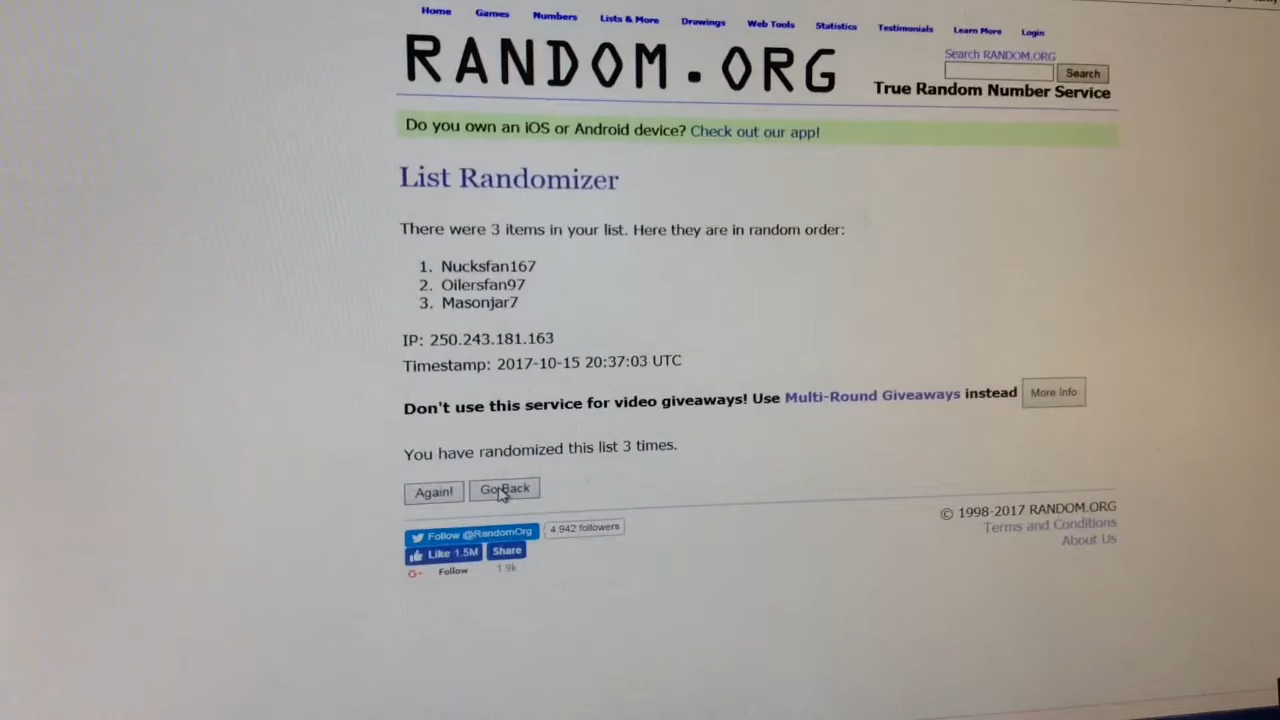 Home Games Numbers Lists & More Drawings Web Tools Statistics Testimonials Learn More Login
RANDOM.ORG
Search RANDOM.ORG
Search
True Random Number Service
Do you own an iOS or Android device? Check out our app!
List Randomizer
There were 3 items in your list. Here they are in random order:
1. Nucksfan167
2. Oilersfan97
3. Masonjar7
IP: 250.243.181.163
Timestamp: 2017-10-15 20:37:03 UTC
Don't use this service for video giveaways! Use Multi-Round Giveaways instead More Info
You have randomized this list 3 times.
Again! Go Back
© 1998-2017 RANDOM.ORG
Terms and Conditions
About Us
Follow @RandomOrg 4,942 followers
Like 1.5M Share
G+ Follow 1.9k